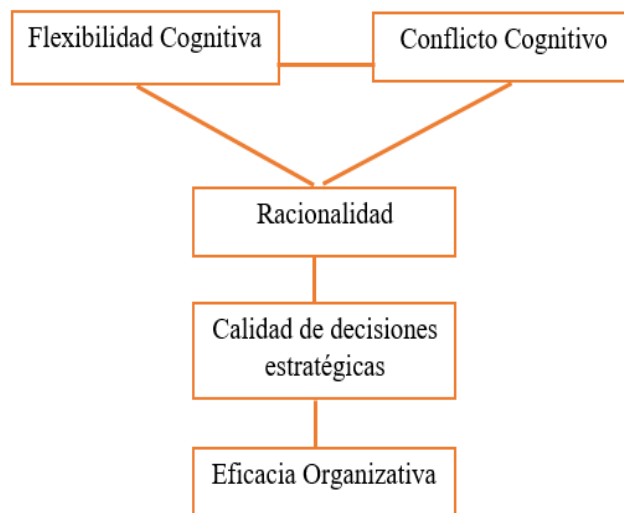 Flexibilidad Cognitiva
Conflicto Cognitivo
Racionalidad
Calidad de decisiones
estratégicas
Eficacia Organizativa